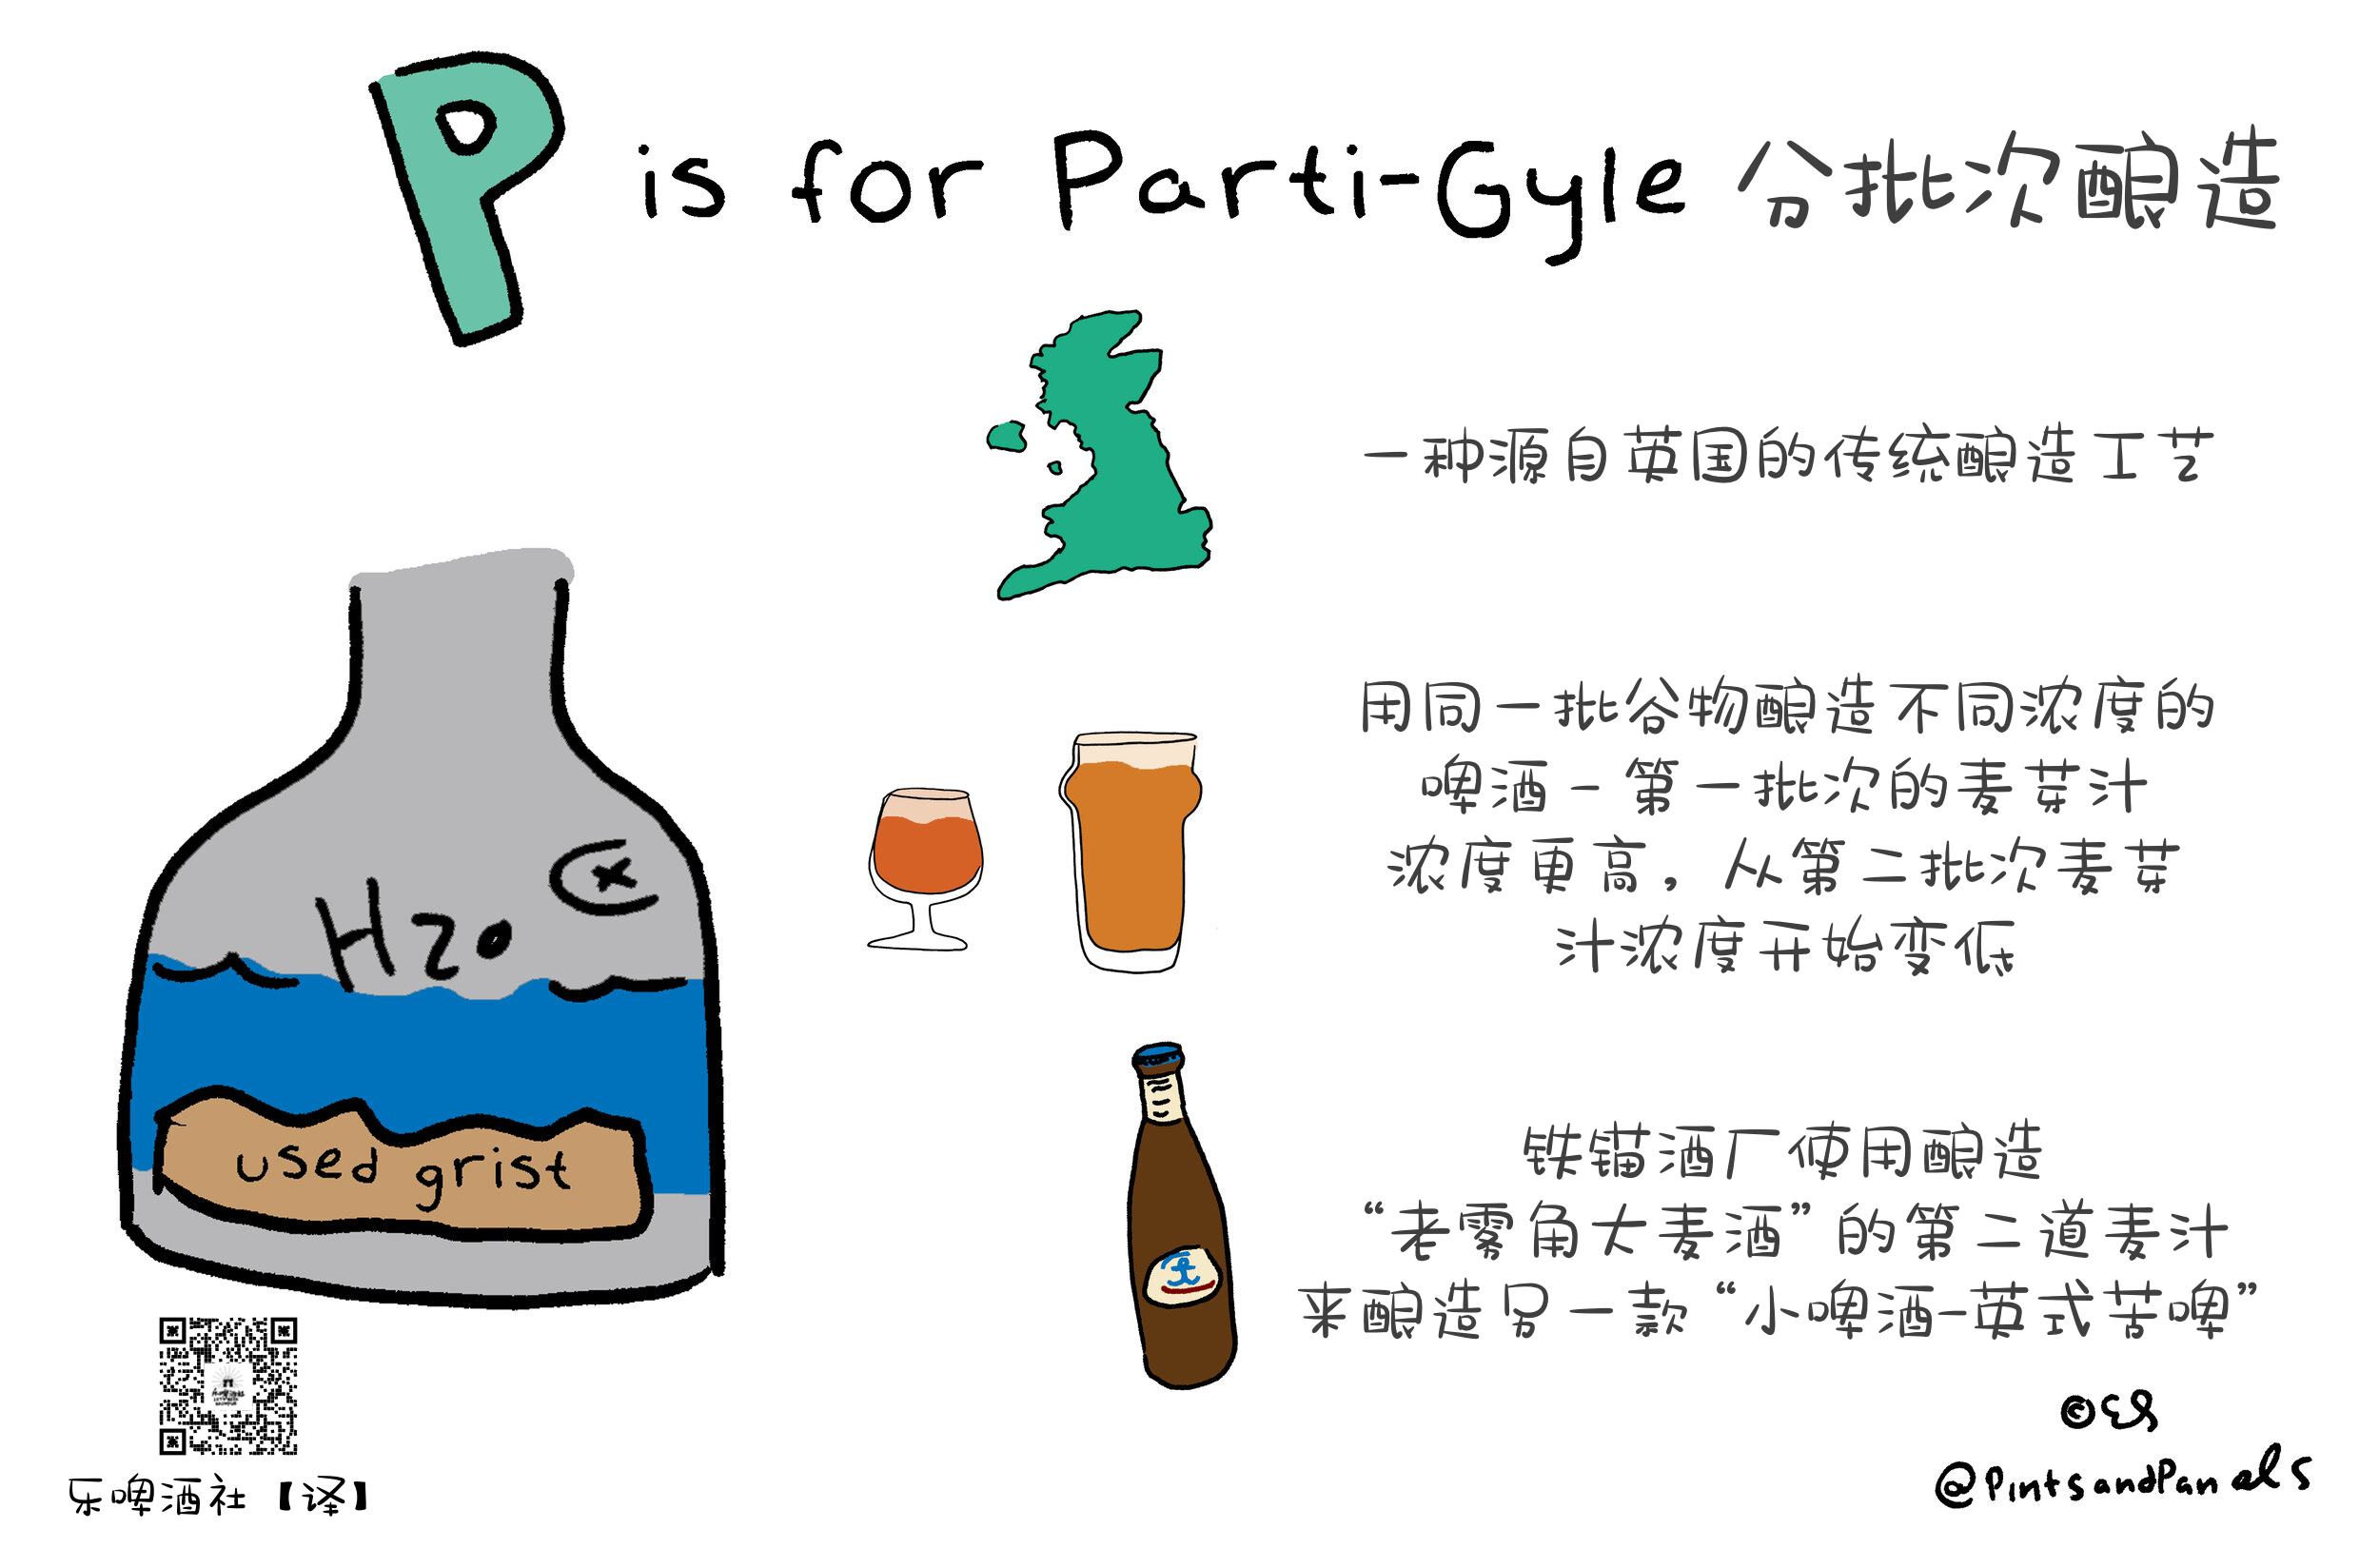 P is for Parti-Gyle 分批次酿造
一种源自英国的传统酿造工艺
用同一批谷物酿造不同浓度的
啤酒-第一批次的麦芽汁
浓度更高，从第二批次麦芽
汁浓度开始变低
H2O
used grist
铁锚酒厂使用酿造
“老雾角大麦酒”的第二道麦汁
来酿造另一款“小啤酒-英式苦啤”
©ES
@PintsandPanels
乐啤酒社【译】